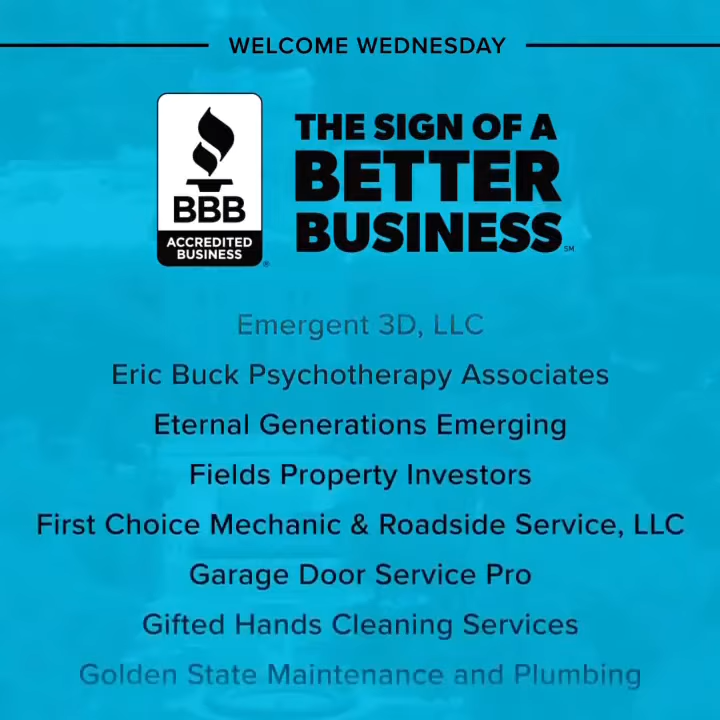 WELCOME WEDNESDAY
BBB
ACCREDITED
BUSINESS
®
THE SIGN OF A
BETTER
BUSINESS℠
Emergent 3D, LLC
Eric Buck Psychotherapy Associates
Eternal Generations Emerging
Fields Property Investors
First Choice Mechanic & Roadside Service, LLC
Garage Door Service Pro
Gifted Hands Cleaning Services
Golden State Maintenance and Plumbing